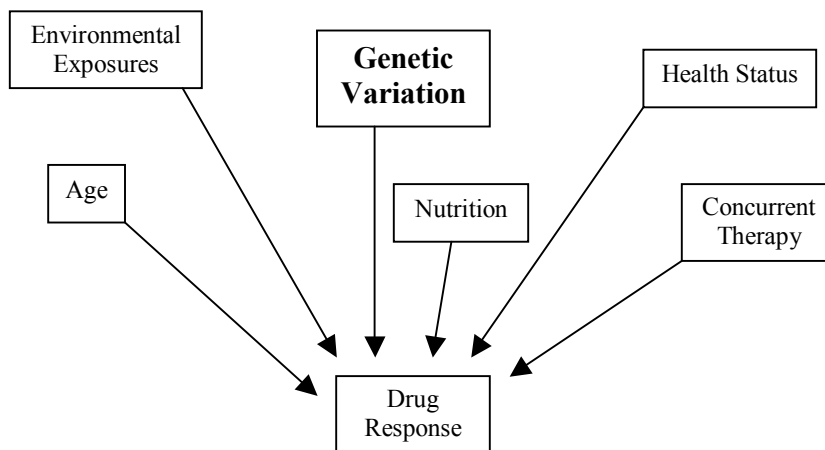 Environmental
Exposures
Genetic
Variation
Health Status
Age
Nutrition
Concurrent
Therapy
Drug
Response